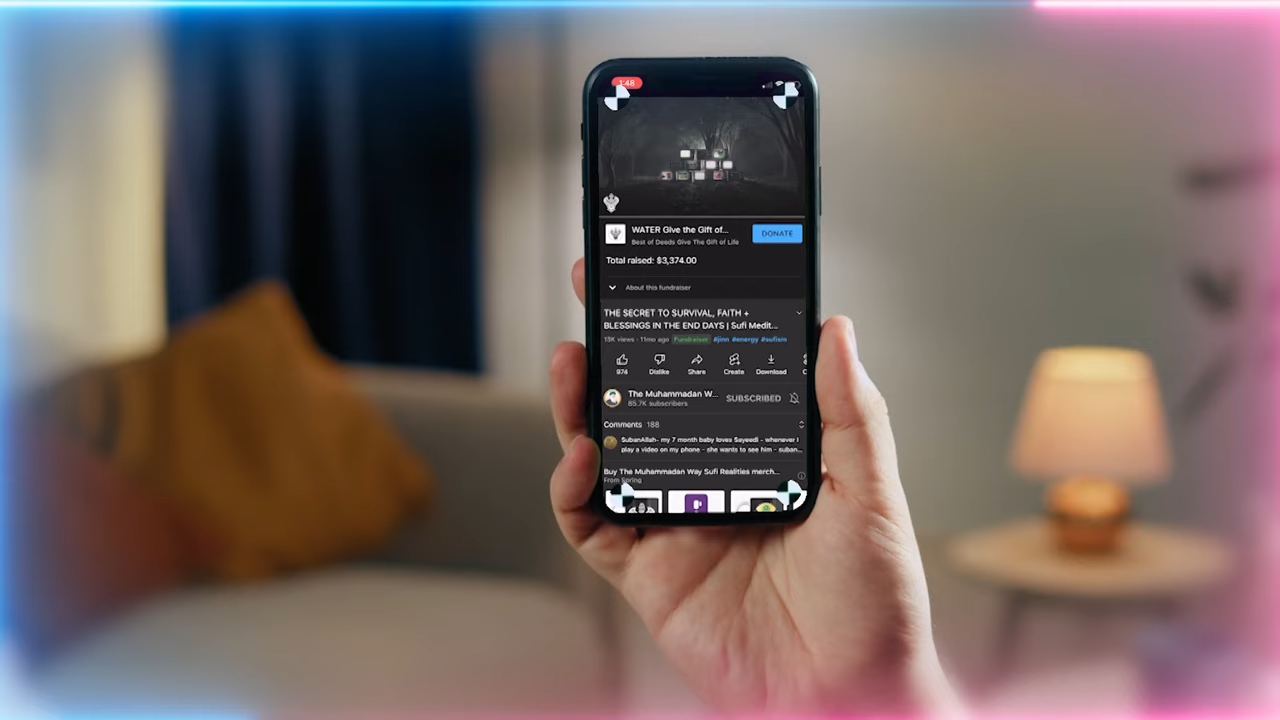 1:48
WATER Give the Gift of...
Best of Deeds Give The Gift of Life
DONATE
Total raised: $3,374.00
About this fundraiser
THE SECRET TO SURVIVAL, FAITH +
BLESSINGS IN THE END DAYS | Sufi Medit...
13K views · 11mo ago Fundraiser #jinn #energy #sufism
974 Dislike Share Create Download
The Muhammadan W...
SUBSCRIBED
85.7K subscribers
Comments 188
SubanAllah- my 7 month baby loves Sayeedi - whenever I
play a video on my phone - she wants to see him - suban...
Buy The Muhammadan Way Sufi Realities merch...
From Spring